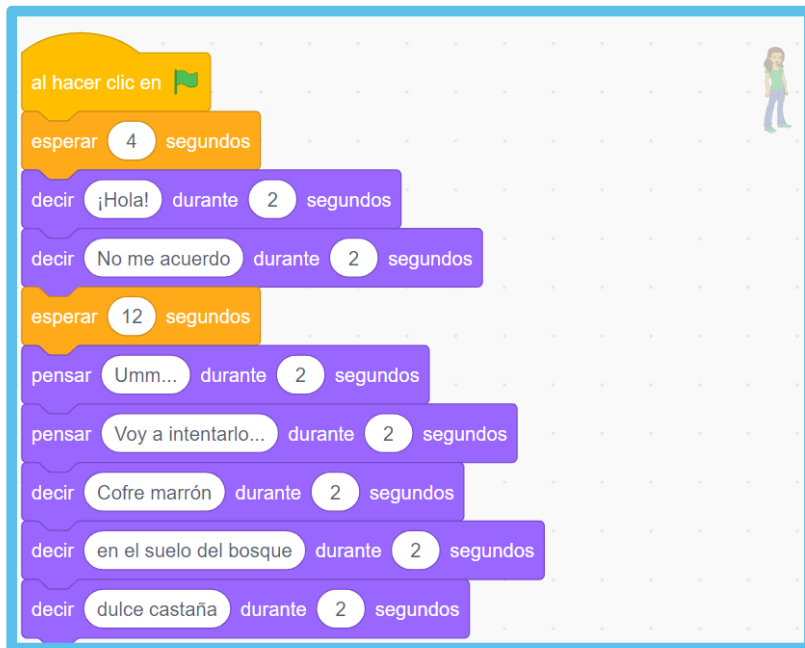 al hacer clic en
esperar 4 segundos
decir ¡Hola! durante 2 segundos
decir No me acuerdo durante 2 segundos
esperar 12 segundos
pensar Umm... durante 2 segundos
pensar Voy a intentarlo... durante 2 segundos
decir Cofre marrón durante 2 segundos
decir en el suelo del bosque durante 2 segundos
decir dulce castaña durante 2 segundos